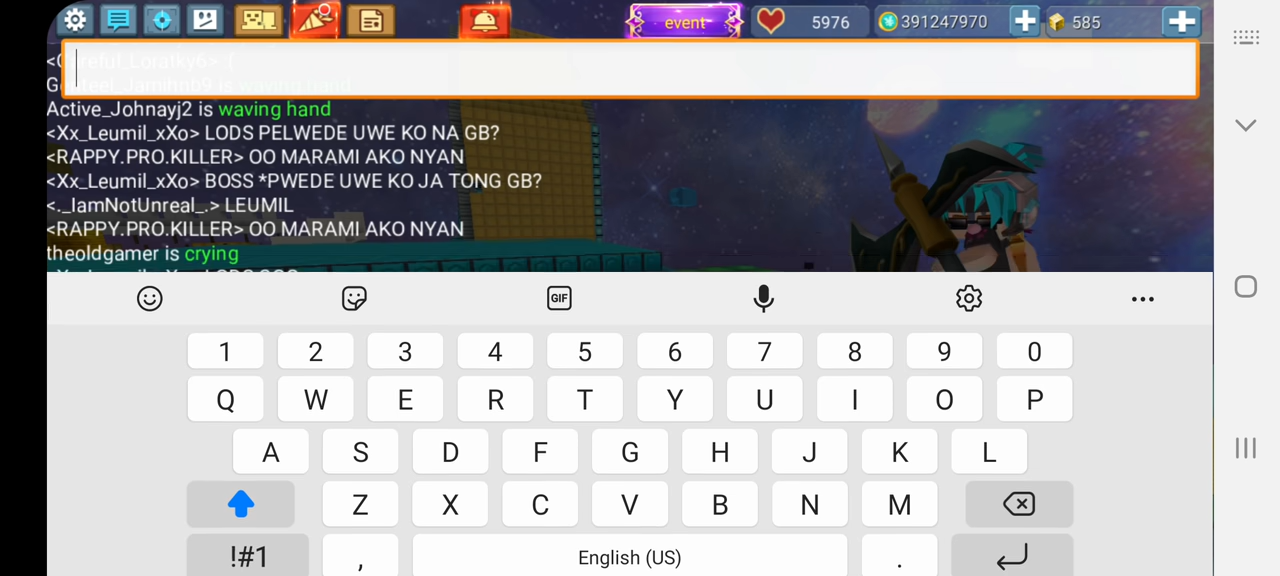 event
5976
391247970
585
Active_Johnayj2 is waving hand
<Xx_Leumil_xXo> LODS PELWEDE UWE KO NA GB?
<RAPPY.PRO.KILLER> OO MARAMI AKO NYAN
<Xx_Leumil_xXo> BOSS *PWEDE UWE KO JA TONG GB?
<._IamNotUnreal_.> LEUMIL
<RAPPY.PRO.KILLER> OO MARAMI AKO NYAN
theoldgamer is crying
GIF
1 2 3 4 5 6 7 8 9 0
Q W E R T Y U I O P
A S D F G H J K L
Z X C V B N M
!#1 , English (US) .